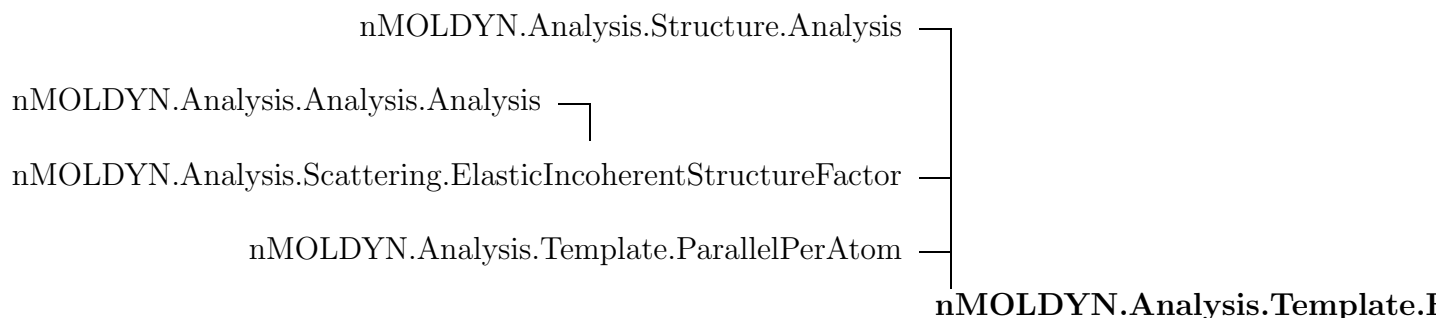 nMOLDYN.Analysis.Structure.Analysis
nMOLDYN.Analysis.Analysis.Analysis
nMOLDYN.Analysis.Scattering.ElasticIncoherentStructureFactor
nMOLDYN.Analysis.Template.ParallelPerAtom
nMOLDYN.Analysis.Template.